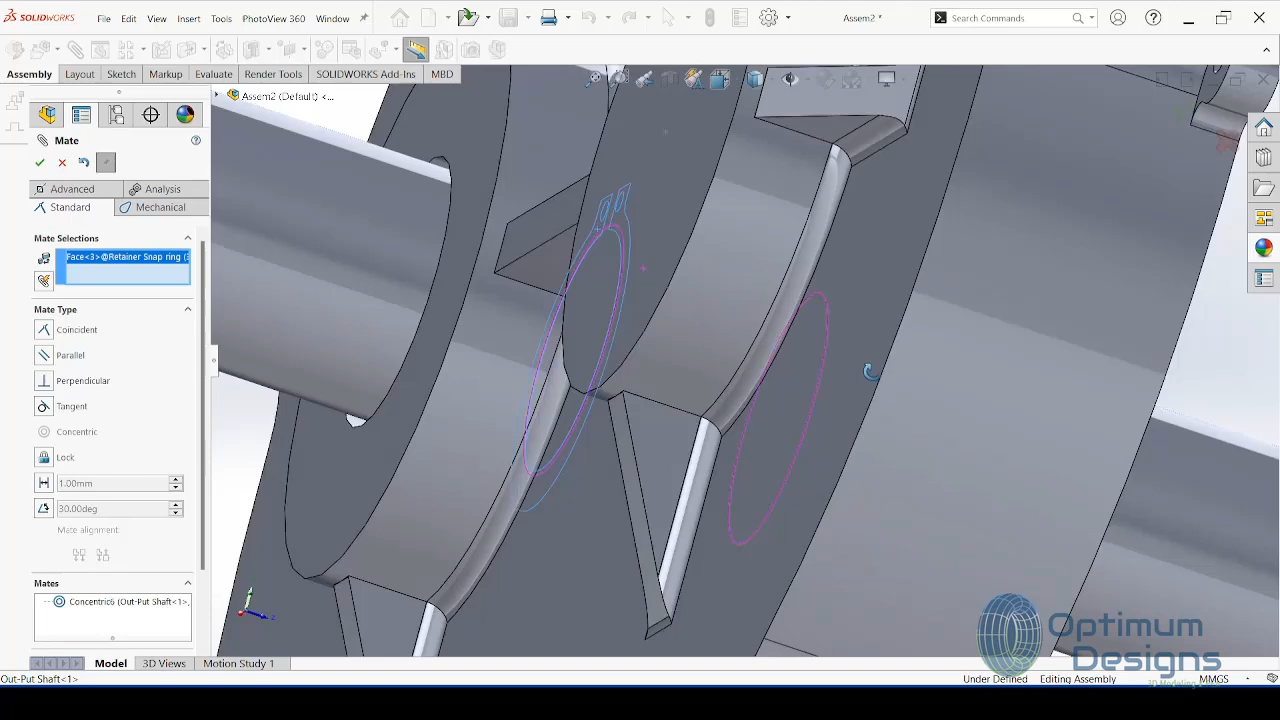 SOLIDWORKS
File
Edit
View
Insert
Tools
PhotoView 360
Window
Assem2 *
Search Commands
Assembly
Layout
Sketch
Markup
Evaluate
Render Tools
SOLIDWORKS Add-Ins
MBD
Assem2 (Default) <...
Mate
Advanced
Analysis
Standard
Mechanical
Mate Selections
Face<3>@Retainer Snap ring (3
Mate Type
Coincident
Parallel
Perpendicular
Tangent
Concentric
Lock
1.00mm
30.00deg
Mate alignment:
Mates
Concentric6 (Out-Put Shaft<1>,
Optimum
Designs
Model
3D Views
Motion Study 1
Out-Put Shaft<1>
Under Defined
Editing Assembly
MMGS